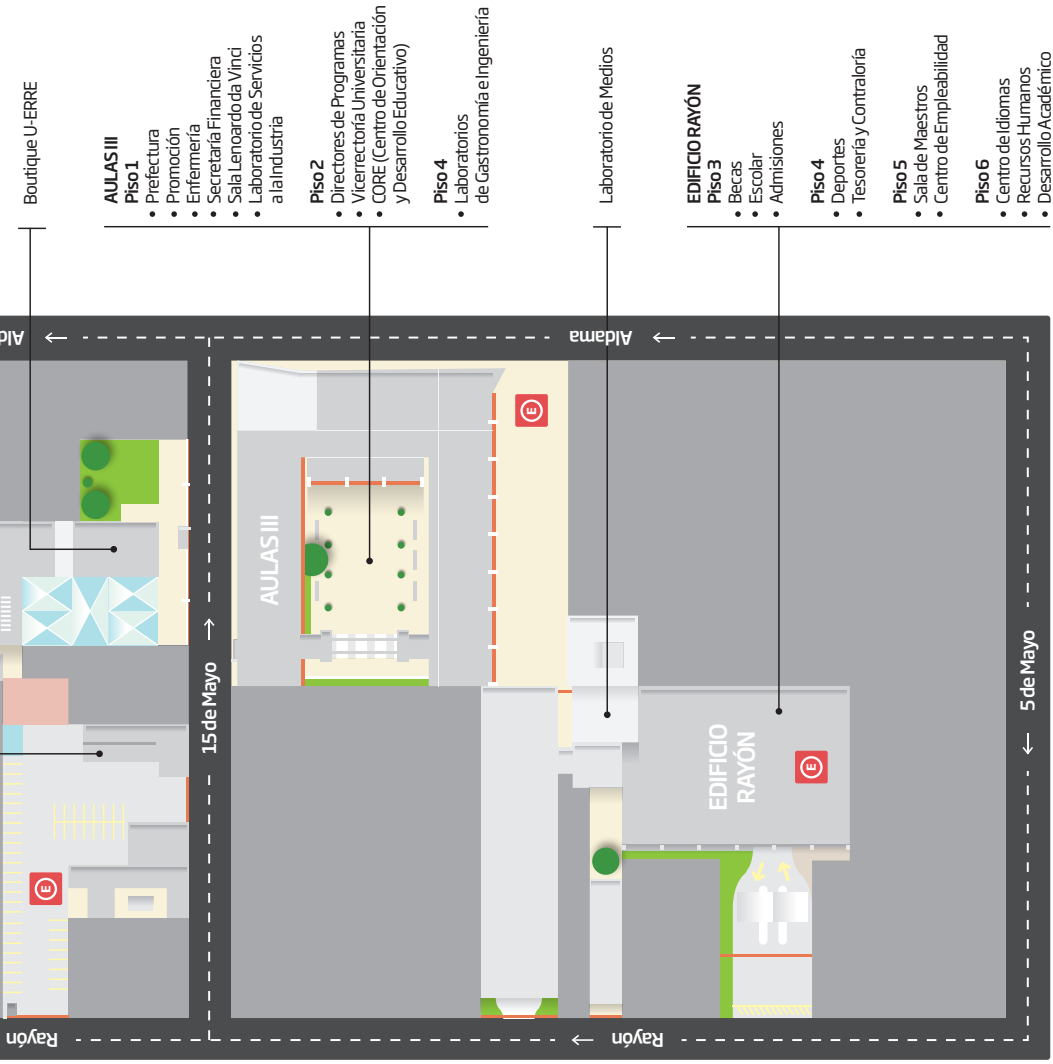 Boutique U-ERRE
AULAS III
Piso 1
• Prefectura
• Promoción
• Enfermería
• Secretaría Financiera
• Sala Lenoardo da Vinci
• Laboratorio de Servicios
a la Industria
Piso 2
• Directores de Programas
• Vicerrectoría Universitaria
• CORE (Centro de Orientación
y Desarrollo Educativo)
Piso 4
• Laboratorios
de Gastronomía e Ingeniería
Laboratorio de Medios
EDIFICIO RAYÓN
Piso 3
• Becas
• Escolar
• Admisiones
Piso 4
• Deportes
• Tesorería y Contraloría
Piso 5
• Sala de Maestros
• Centro de Empleabilidad
Piso 6
• Centro de Idiomas
• Recursos Humanos
• Desarrollo Académico
Ald
Aldama
E
AULAS III
15 de Mayo
5 de Mayo
EDIFICIO
RAYÓN
E
E
Rayón
Rayón